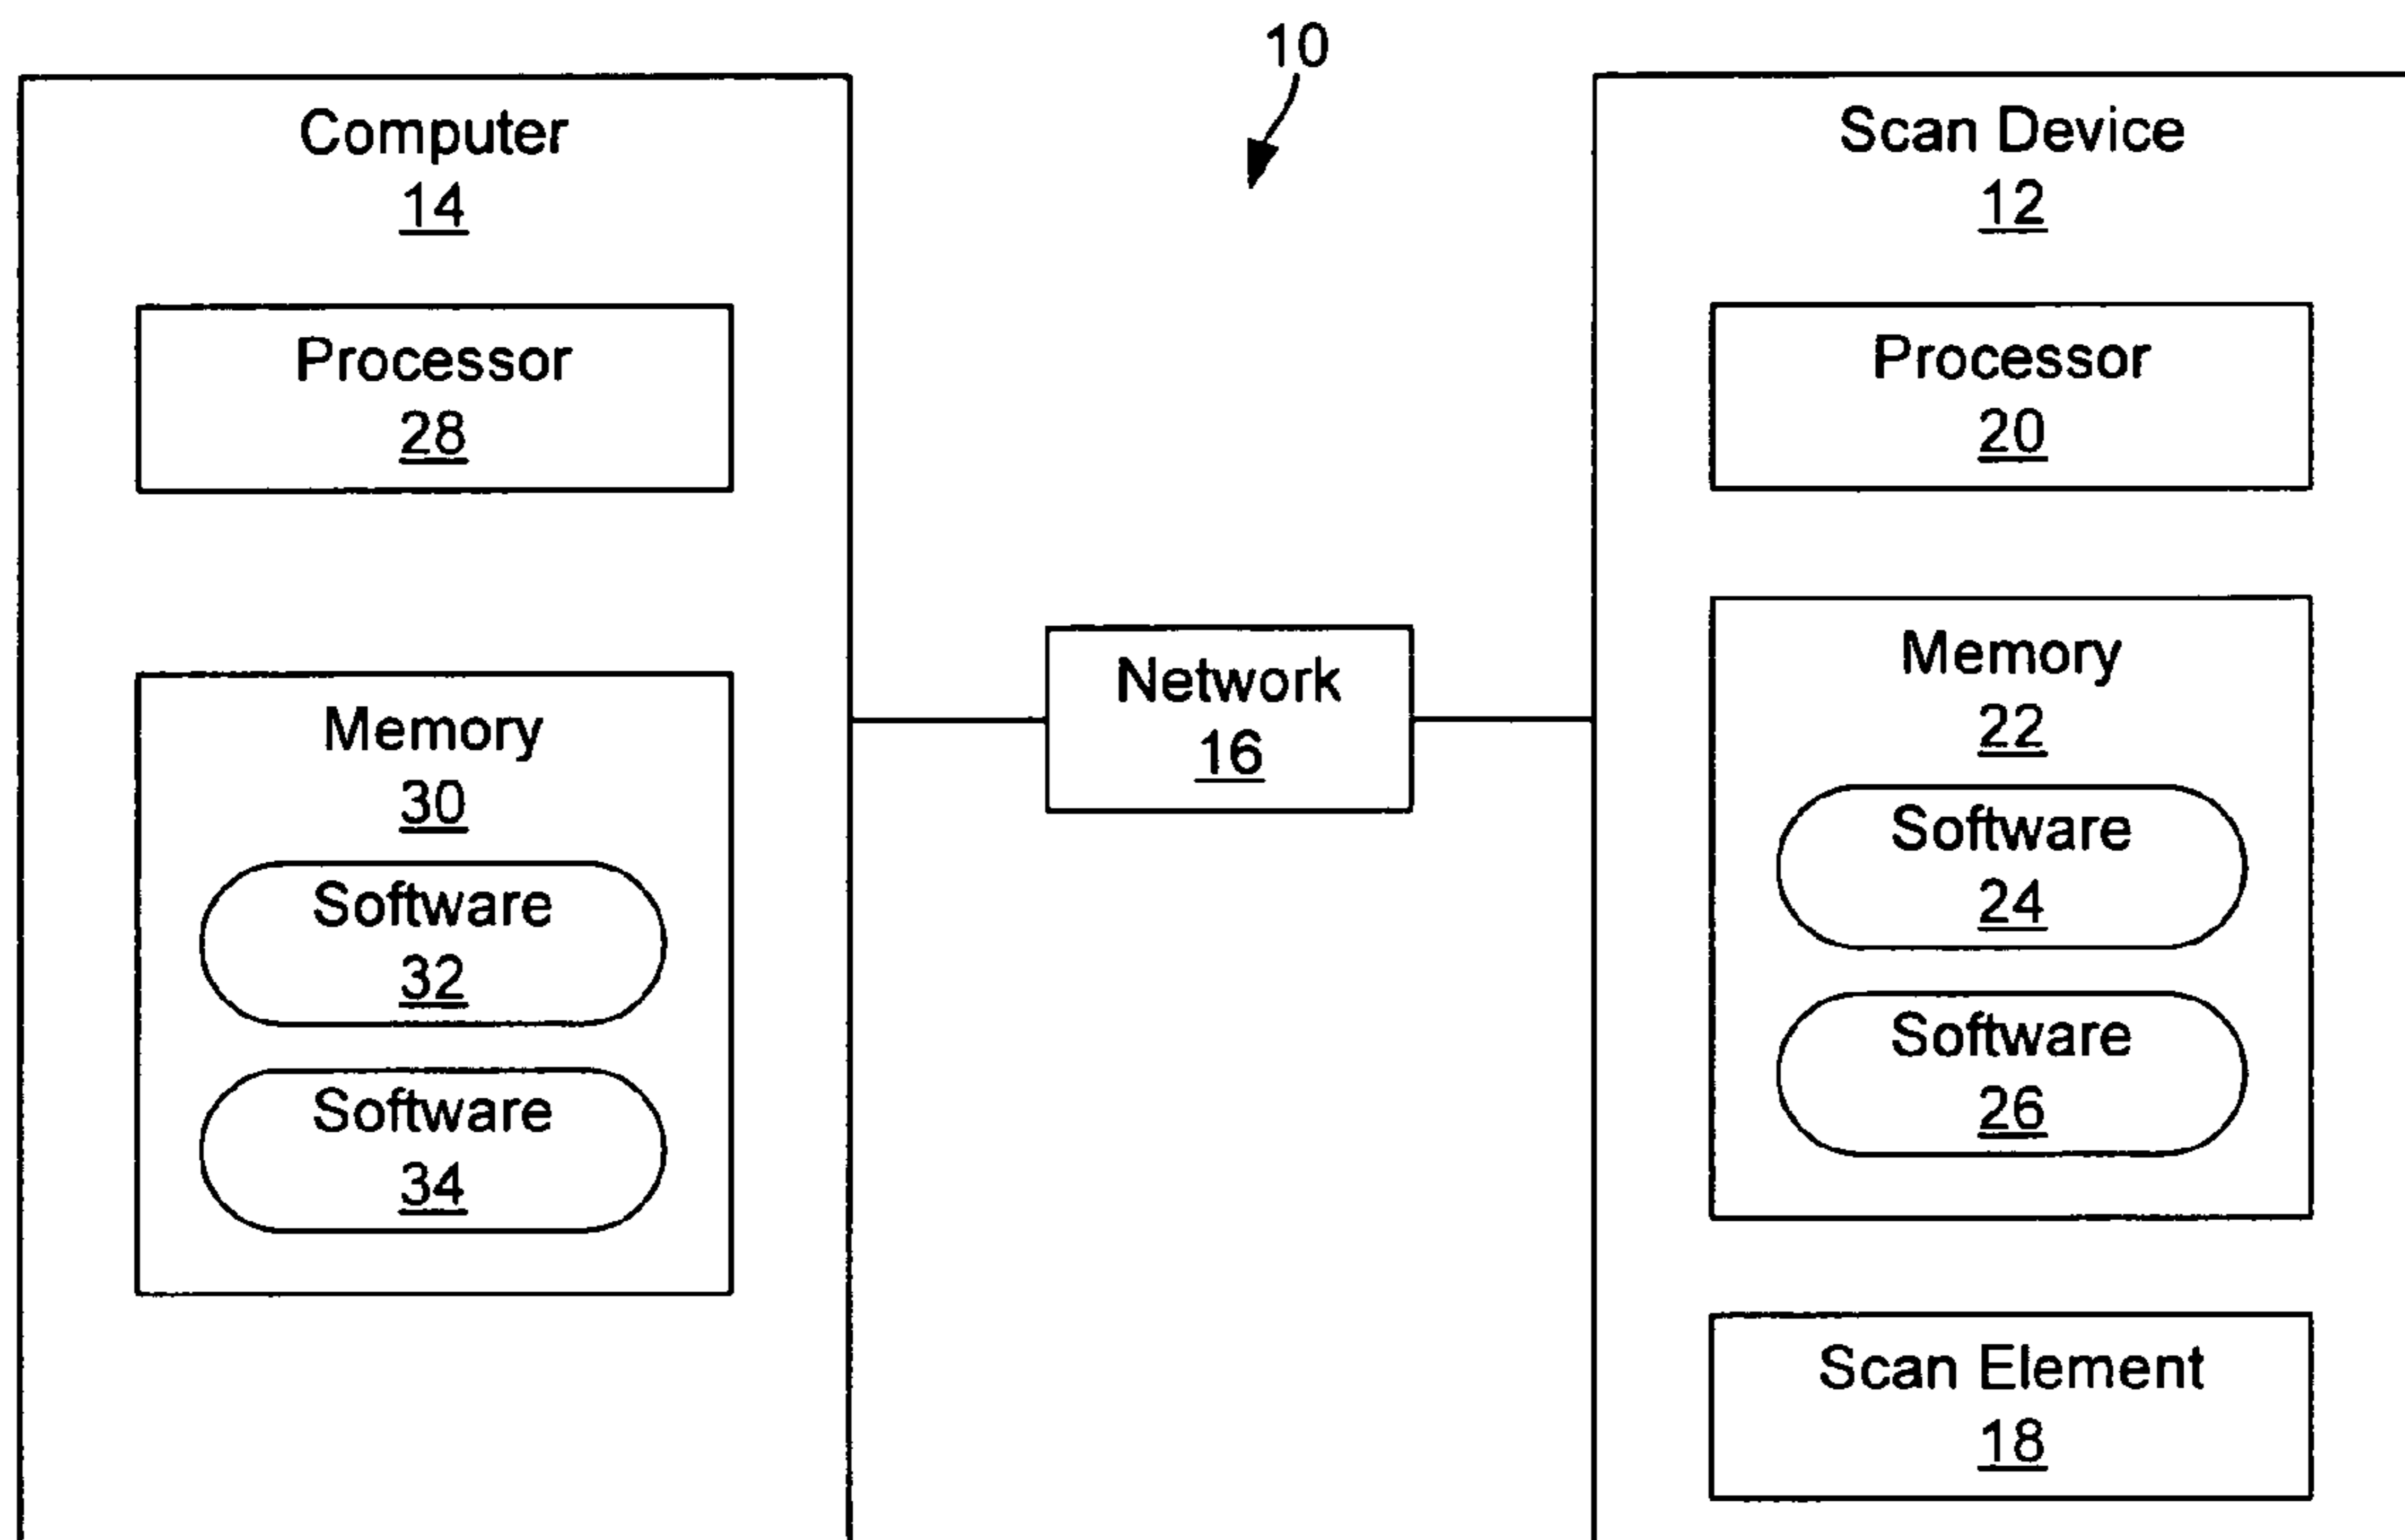 10
Computer
14
Processor
28
Memory
30
Software
32
Software
34
Network
16
Scan Device
12
Processor
20
Memory
22
Software
24
Software
26
Scan Element
18